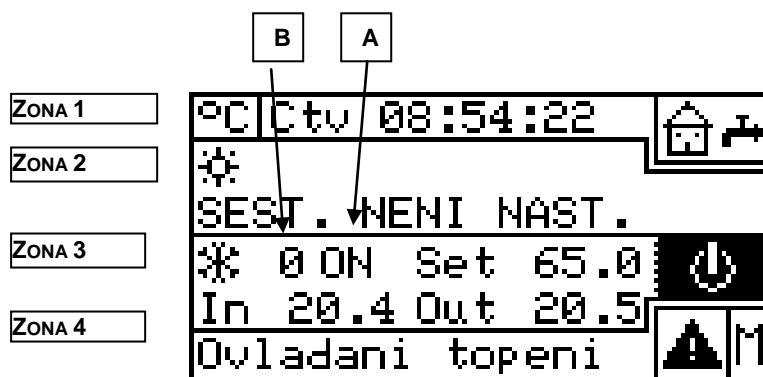 B A
ZONA 1
ZONA 2
ZONA 3
ZONA 4
°C Ctv 08:54:22
SEST. NENI NAST.
0 ON Set 65.0
In 20.4 Out 20.5
Ovladani topeni M